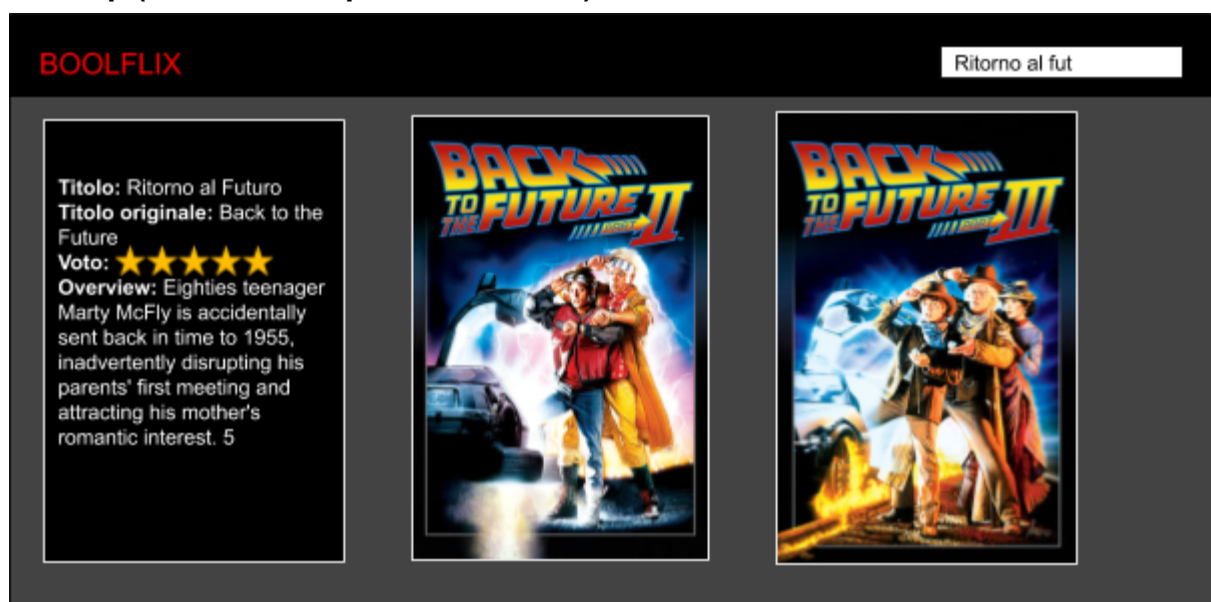 BOOLFLIX
Ritorno al fut
Titolo: Ritorno al Futuro
Titolo originale: Back to the
Future
Voto:
Overview: Eighties teenager
Marty McFly is accidentally
sent back in time to 1955,
inadvertently disrupting his
parents' first meeting and
attracting his mother's
romantic interest. 5
BACK
TO THE FUTURE
PART II
BACK
TO THE FUTURE
PART III